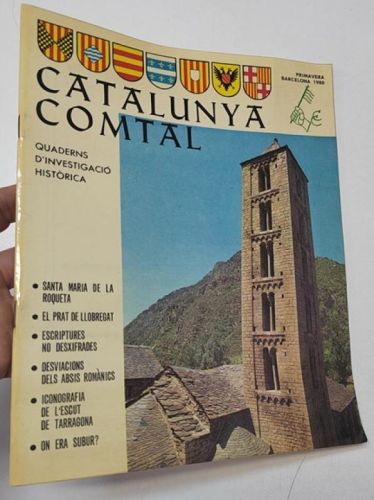 PRIMAVERA
BARCELONA 1980
CATALUNYA
COMTAL
QUADERNS
D'INVESTIGACIÓ
HISTÒRICA
• SANTA MARIA DE LA
ROQUETA
• EL PRAT DE LLOBREGAT
• ESCRIPTURES
NO DESXIFRADES
• DESVIACIONS
DELS ABSIS ROMÀNICS
• ICONOGRAFIA
DE L'ESCUT
DE TARRAGONA
• ON ERA SUBUR?